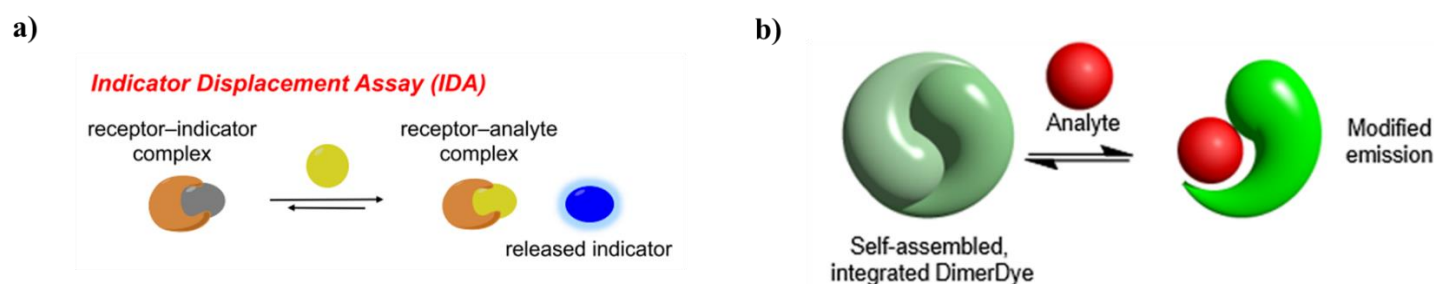 a)
Indicator Displacement Assay (IDA)
receptor–indicator
complex
receptor–analyte
complex
released indicator
b)
Analyte
Modified
emission
Self-assembled,
integrated DimerDye